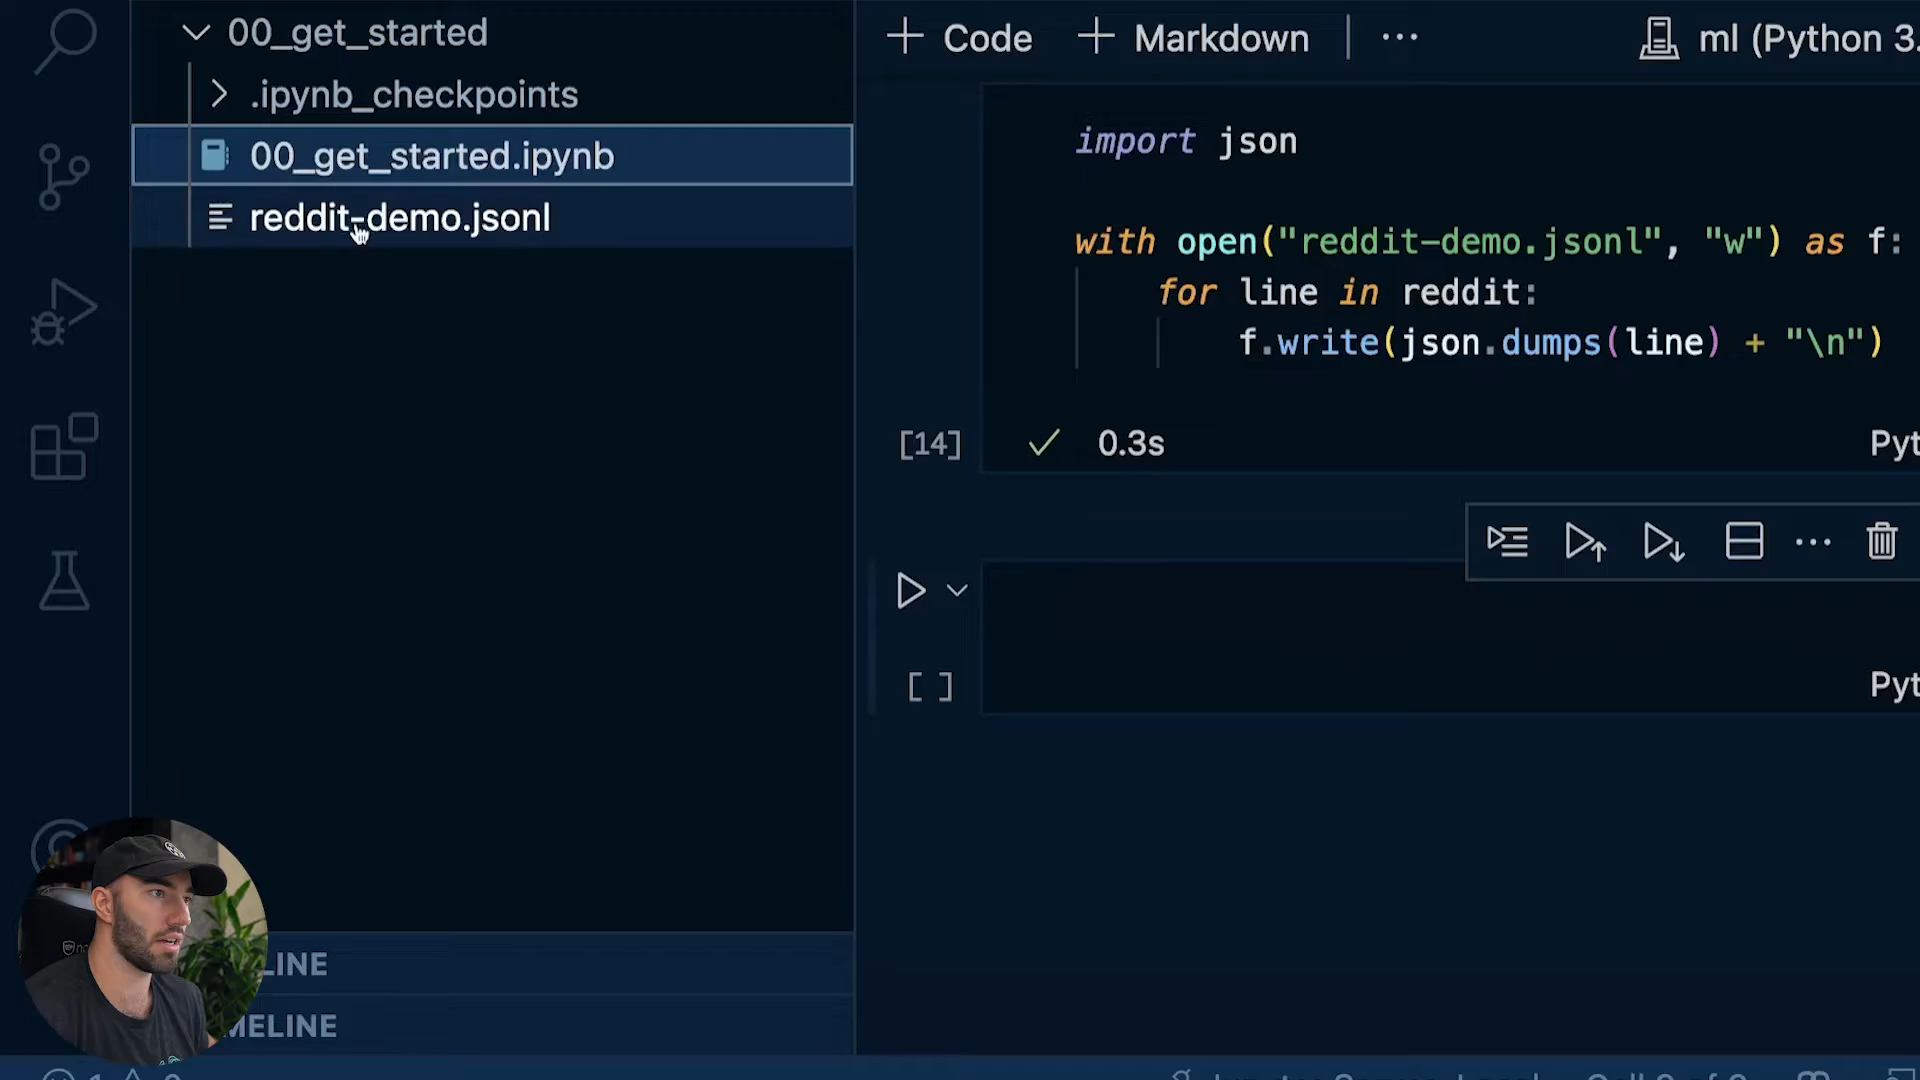 00_get_started
.ipynb_checkpoints
00_get_started.ipynb
reddit-demo.jsonl
LINE
MELINE
+ Code + Markdown | ...
ml (Python 3.
import json
with open("reddit-demo.jsonl", "w") as f:
for line in reddit:
f.write(json.dumps(line) + "\n")
[14] ✓ 0.3s
Pyt
[ ]
Pyt